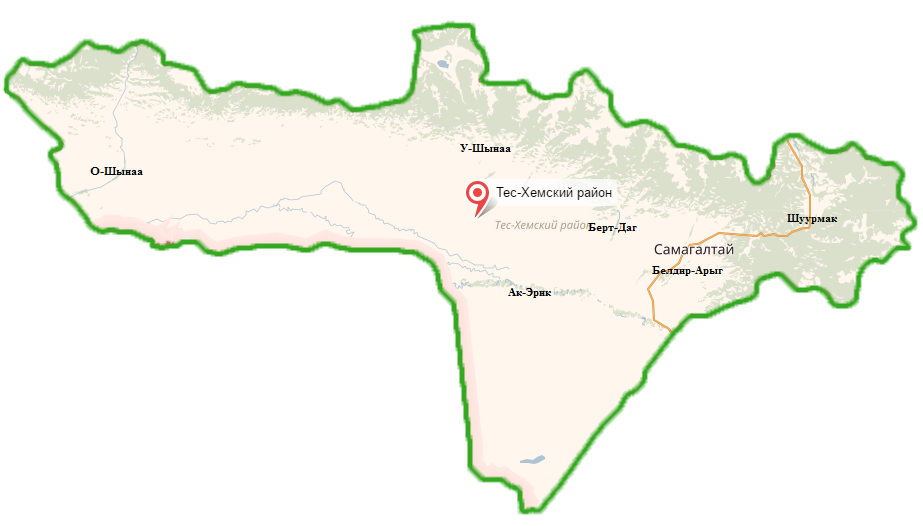 У-Шынаа
О-Шынаа
Тес-Хемский район
Шуурмак
Тес-Хемский район
Берт-Даг
Самагалтай
Белдир-Арыг
Ак-Эрик